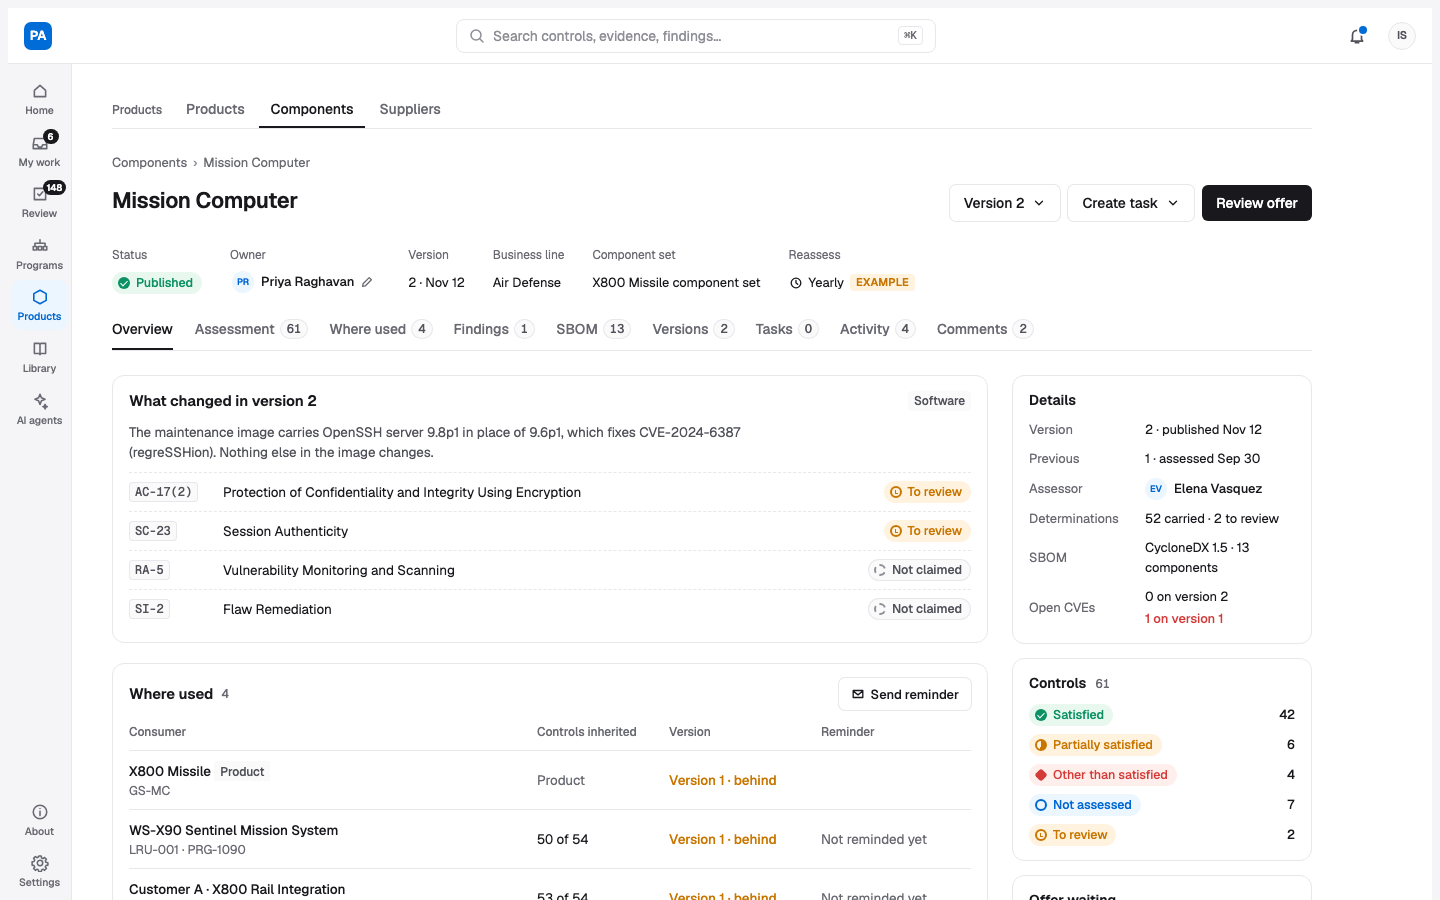 PA
Search controls, evidence, findings...
⌘K
IS
Home
6
My work
148
Review
Programs
Products
Library
AI agents
About
Settings
Products
Products
Components
Suppliers
Components › Mission Computer
Mission Computer
Version 2
Create task
Review offer
Status
Published
Owner
PR Priya Raghavan
Version
2 · Nov 12
Business line
Air Defense
Component set
X800 Missile component set
Reassess
Yearly EXAMPLE
Overview
Assessment 61
Where used 4
Findings 1
SBOM 13
Versions 2
Tasks 0
Activity 4
Comments 2
What changed in version 2
Software
The maintenance image carries OpenSSH server 9.8p1 in place of 9.6p1, which fixes CVE-2024-6387
(regreSSHion). Nothing else in the image changes.
AC-17(2) Protection of Confidentiality and Integrity Using Encryption To review
SC-23 Session Authenticity To review
RA-5 Vulnerability Monitoring and Scanning Not claimed
SI-2 Flaw Remediation Not claimed
Where used 4
Send reminder
Consumer Controls inherited Version Reminder
X800 Missile Product
GS-MC
Product
Version 1 · behind
WS-X90 Sentinel Mission System
LRU-001 · PRG-1090
50 of 54
Version 1 · behind
Not reminded yet
Customer A · X800 Rail Integration
53 of 54
Version 1 · behind
Not reminded yet
Details
Version 2 · published Nov 12
Previous 1 · assessed Sep 30
Assessor EV Elena Vasquez
Determinations 52 carried · 2 to review
SBOM CycloneDX 1.5 · 13
components
Open CVEs 0 on version 2
1 on version 1
Controls 61
Satisfied 42
Partially satisfied 6
Other than satisfied 4
Not assessed 7
To review 2
Offer waiting